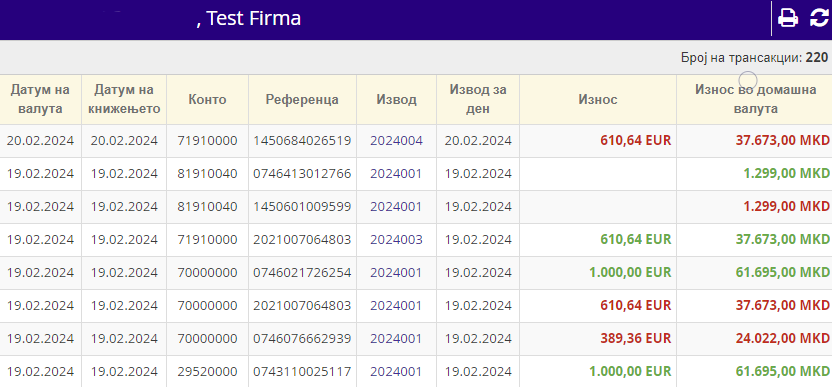 , Test Firma
Број на трансакции: 220
Датум на валута Датум на книжењето Конто Референца Извод Извод за ден Износ Износ во домашна валута
20.02.2024 20.02.2024 71910000 1450684026519 2024004 20.02.2024 610,64 EUR 37.673,00 MKD
19.02.2024 19.02.2024 81910040 0746413012766 2024001 19.02.2024 1.299,00 MKD
19.02.2024 19.02.2024 81910040 1450601009599 2024001 19.02.2024 1.299,00 MKD
19.02.2024 19.02.2024 71910000 2021007064803 2024003 19.02.2024 610,64 EUR 37.673,00 MKD
19.02.2024 19.02.2024 70000000 0746021726254 2024001 19.02.2024 1.000,00 EUR 61.695,00 MKD
19.02.2024 19.02.2024 70000000 2021007064803 2024001 19.02.2024 610,64 EUR 37.673,00 MKD
19.02.2024 19.02.2024 70000000 0746076662939 2024001 19.02.2024 389,36 EUR 24.022,00 MKD
19.02.2024 19.02.2024 29520000 0743110025117 2024001 19.02.2024 1.000,00 EUR 61.695,00 MKD